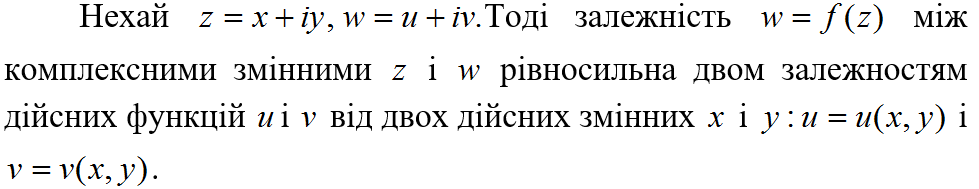 Нехай z = x + iy, w = u + iv.Тоді залежність w = f(z) між
комплексними змінними z і w рівносильна двом залежностям
дійсних функцій u і v від двох дійсних змінних x і y : u = u(x, y) і
v = v(x, y).